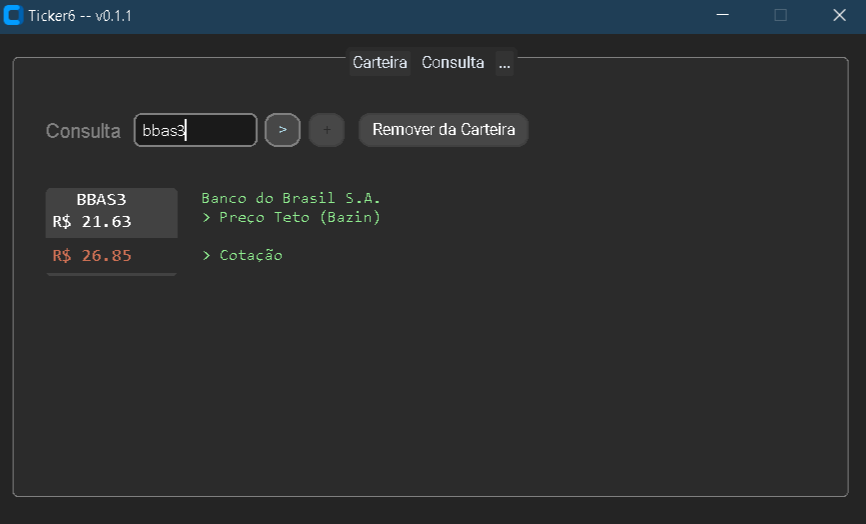 Ticker6 -- v0.1.1
Carteira Consulta ...
Consulta bbas3 > + Remover da Carteira
BBAS3 Banco do Brasil S.A.
R$ 21.63 > Preço Teto (Bazin)
R$ 26.85 > Cotação